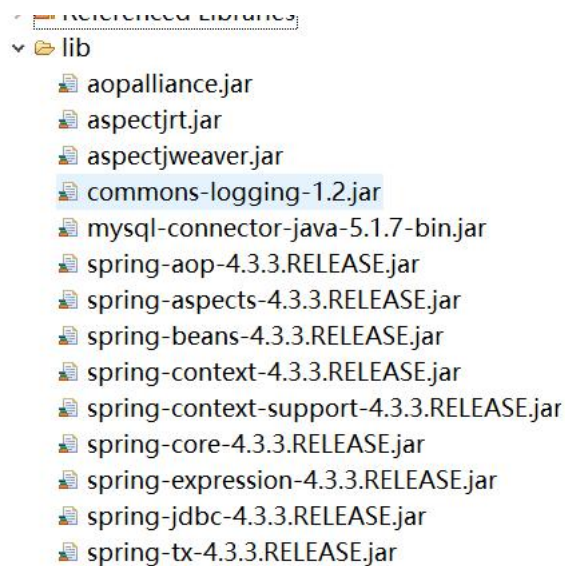 Referenced Libraries
lib
aopalliance.jar
aspectjrt.jar
aspectjweaver.jar
commons-logging-1.2.jar
mysql-connector-java-5.1.7-bin.jar
spring-aop-4.3.3.RELEASE.jar
spring-aspects-4.3.3.RELEASE.jar
spring-beans-4.3.3.RELEASE.jar
spring-context-4.3.3.RELEASE.jar
spring-context-support-4.3.3.RELEASE.jar
spring-core-4.3.3.RELEASE.jar
spring-expression-4.3.3.RELEASE.jar
spring-jdbc-4.3.3.RELEASE.jar
spring-tx-4.3.3.RELEASE.jar